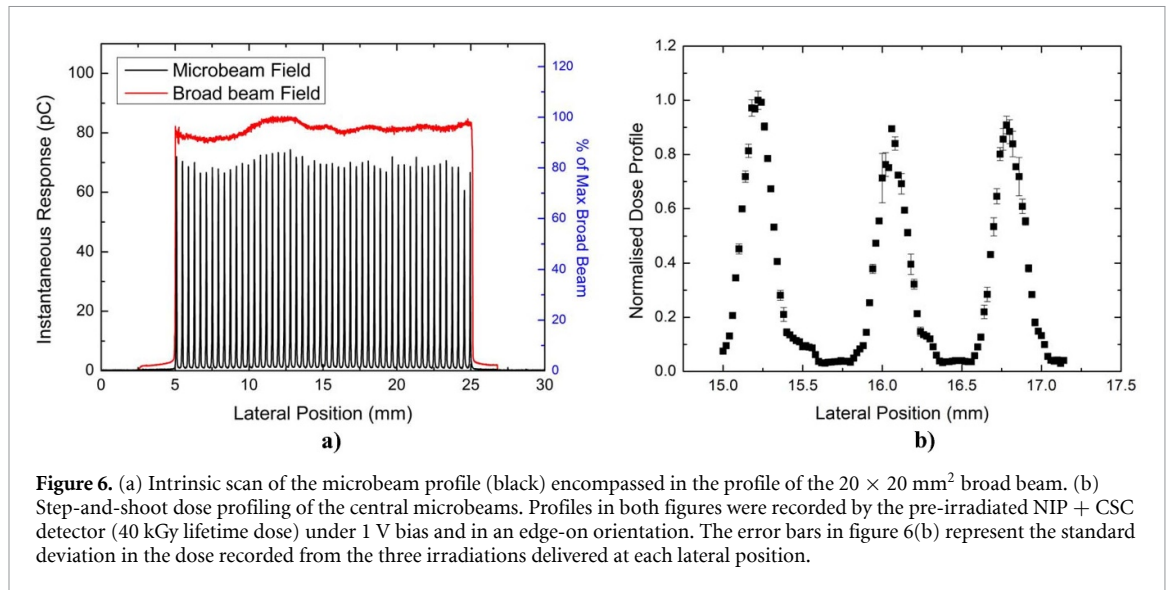 Microbeam Field
Broad beam Field
Instantaneous Response (pC)
100
80
60
40
20
0
% of Max Broad Beam
120
100
80
60
40
20
0
0 5 10 15 20 25 30
Lateral Position (mm)
a)
Normalised Dose Profile
1.2
1.0
0.8
0.6
0.4
0.2
0.0
15.0 15.5 16.0 16.5 17.0 17.5
Lateral Position (mm)
b)
Figure 6. (a) Intrinsic scan of the microbeam profile (black) encompassed in the profile of the 20 × 20 mm² broad beam. (b)
Step-and-shoot dose profiling of the central microbeams. Profiles in both figures were recorded by the pre-irradiated NIP + CSC
detector (40 kGy lifetime dose) under 1 V bias and in an edge-on orientation. The error bars in figure 6(b) represent the standard
deviation in the dose recorded from the three irradiations delivered at each lateral position.